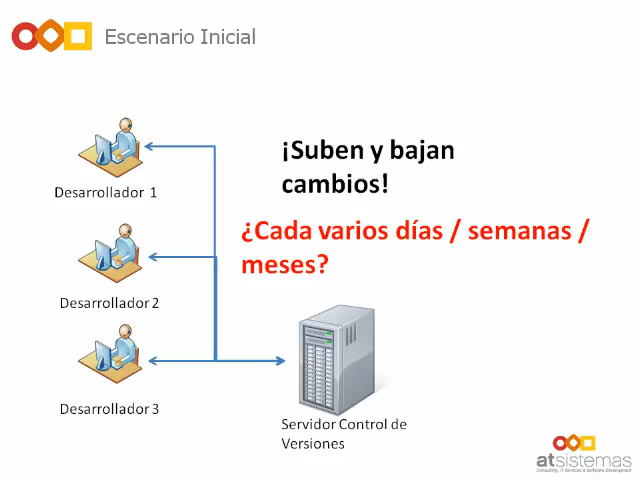 Escenario Inicial
¡Suben y bajan
cambios!
Desarrollador 1
¿Cada varios días / semanas /
meses?
Desarrollador 2
Desarrollador 3
Servidor Control de
Versiones
atsistemas
Consulting, IT Services & Software Development